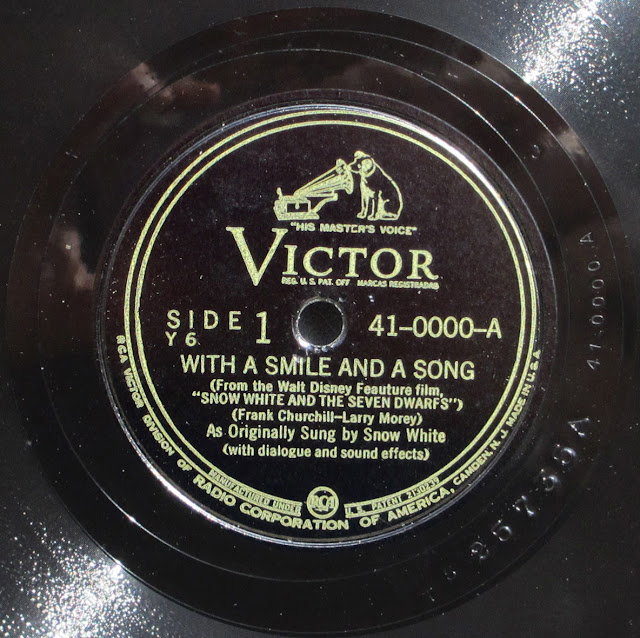 "HIS MASTER'S VOICE"
VICTOR
REG. U.S. PAT. OFF MARCAS REGISTRADAS
SIDE 1
Y 6.
41-0000-A
WITH A SMILE AND A SONG
(From the Walt Disney Feauture film,
"SNOW WHITE AND THE SEVEN DWARFS")
(Frank Churchill—Larry Morey)
As Originally Sung by Snow White
(with dialogue and sound effects)
MANUFACTURED UNDER RCA U.S. PATENT 2130239
RCA VICTOR DIVISION OF RADIO CORPORATION OF AMERICA, CAMDEN, N. J. MADE IN U.S.A
41-0000 A